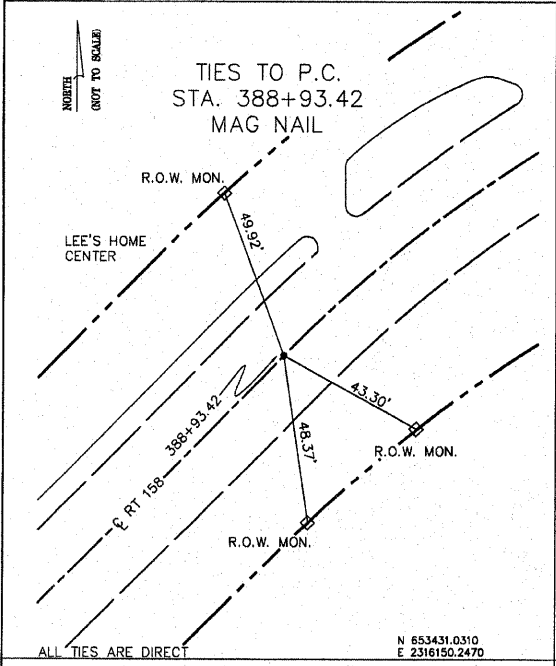 NORTH
(NOT TO SCALE)
TIES TO P.C.
STA. 388+93.42
MAG NAIL
R.O.W. MON.
LEE'S HOME
CENTER
49.92'
43.30'
48.37'
℄ RT 158 388+93.42
R.O.W. MON.
R.O.W. MON.
ALL TIES ARE DIRECT
N 653431.0310
E 2316150.2470